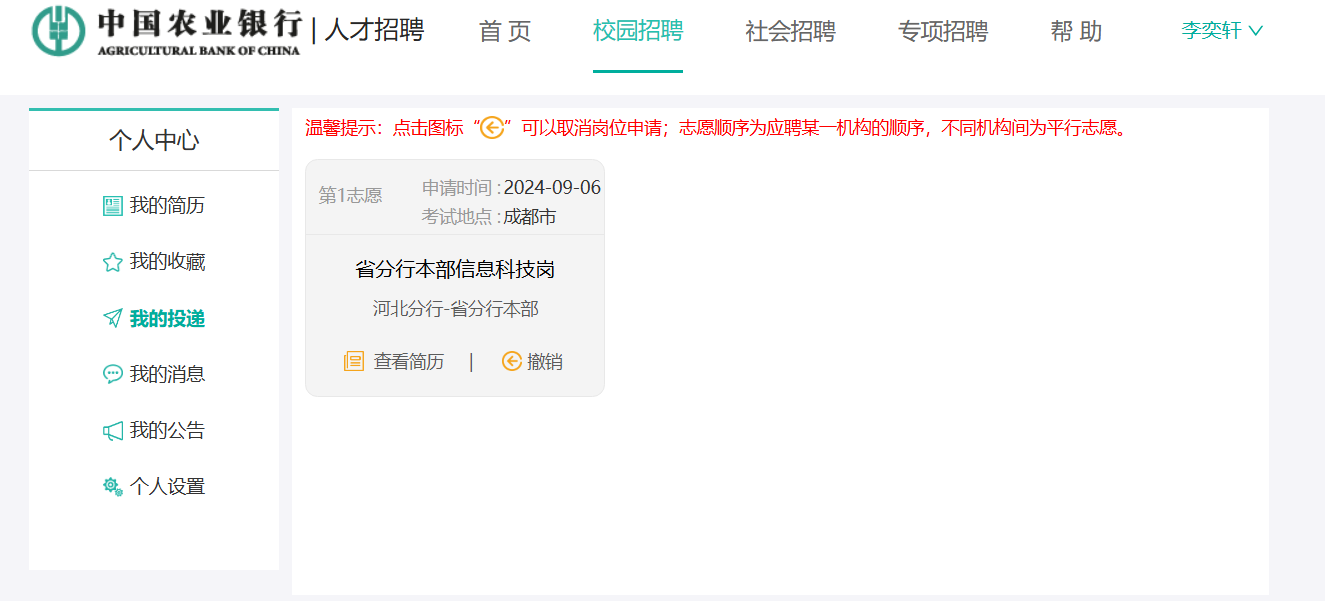 中国农业银行 | 人才招聘 首 页 校园招聘 社会招聘 专项招聘 帮 助 李奕轩
AGRICULTURAL BANK OF CHINA
个人中心
我的简历
我的收藏
我的投递
我的消息
我的公告
个人设置
温馨提示：点击图标“”可以取消岗位申请；志愿顺序为应聘某一机构的顺序，不同机构间为平行志愿。
第1志愿
申请时间 : 2024-09-06
考试地点 : 成都市
省分行本部信息科技岗
河北分行-省分行本部
查看简历 | 撤销